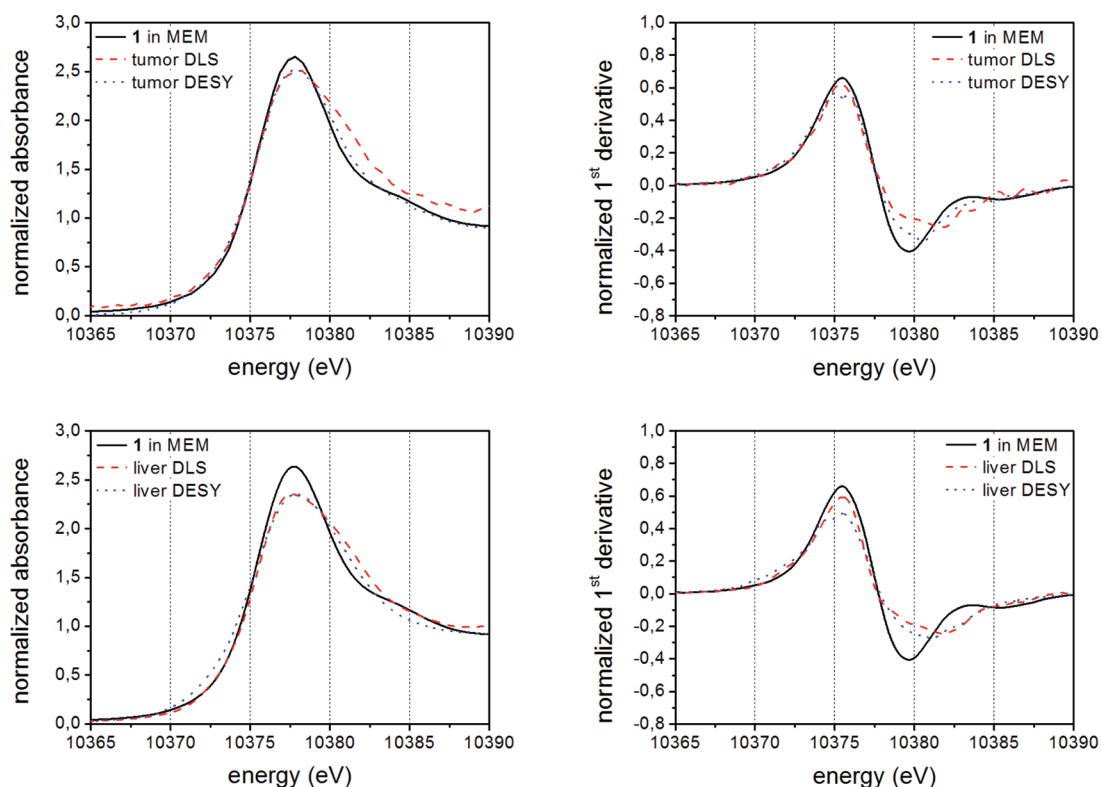 1 in MEM
tumor DLS
tumor DESY
3,0
2,5
2,0
1,5
1,0
0,5
0,0
normalized absorbance
10365 10370 10375 10380 10385 10390
energy (eV)
1 in MEM
tumor DLS
tumor DESY
1,0
0,8
0,6
0,4
0,2
0,0
-0,2
-0,4
-0,6
-0,8
normalized 1st derivative
10365 10370 10375 10380 10385 10390
energy (eV)
1 in MEM
liver DLS
liver DESY
3,0
2,5
2,0
1,5
1,0
0,5
0,0
normalized absorbance
10365 10370 10375 10380 10385 10390
energy (eV)
1 in MEM
liver DLS
liver DESY
1,0
0,8
0,6
0,4
0,2
0,0
-0,2
-0,4
-0,6
-0,8
normalized 1st derivative
10365 10370 10375 10380 10385 10390
energy (eV)